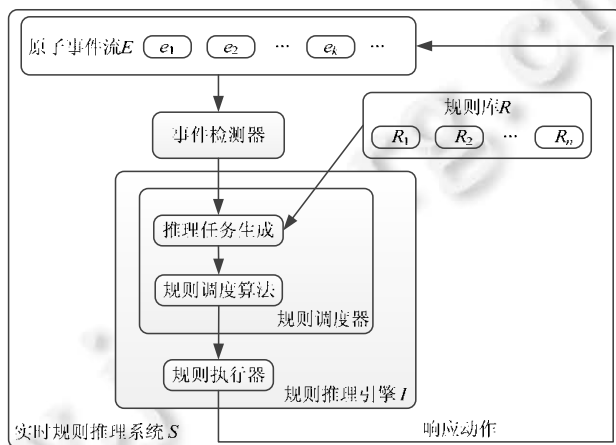 原子事件流E e1 e2 … ek …
事件检测器
规则库R
R1 R2 … Rn
推理任务生成
规则调度算法
规则调度器
规则执行器
规则推理引擎 I
实时规则推理系统 S
响应动作